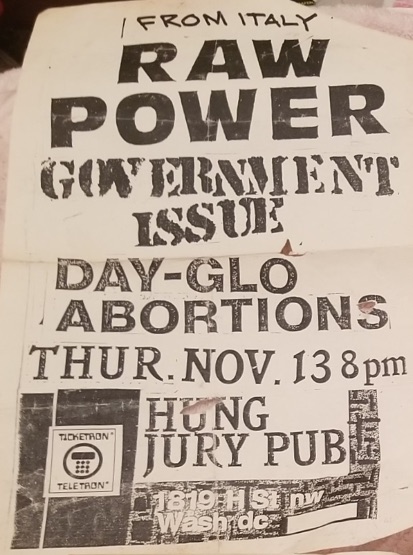 FROM ITALY
RAW
POWER
GOVERNMENT
ISSUE
DAY-GLO
ABORTIONS
THUR. NOV. 13 8pm
HUNG
JURY PUB
TICKETRON
TELETRON
1819 H St. nw
Wash dc